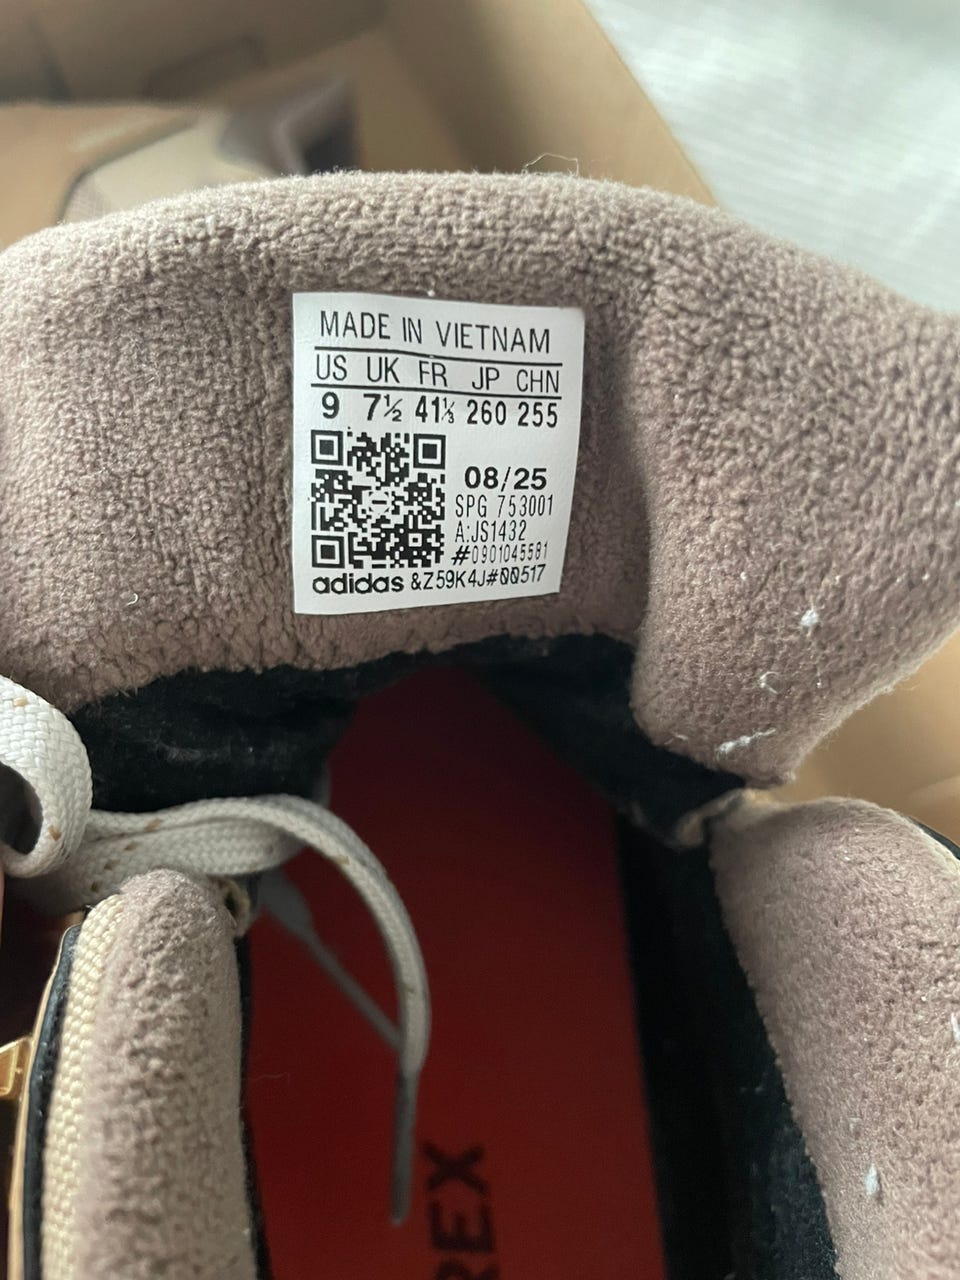 MADE IN VIETNAM
US UK FR JP CHN
9 7½ 41⅓ 260 255
08/25
SPG 753001
A:JS1432
#0901045581
adidas &Z59K4J#00517
REX